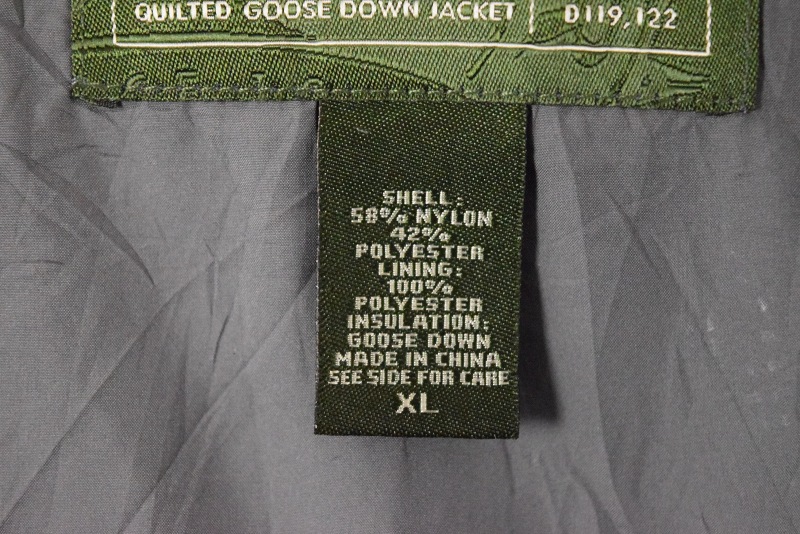 QUILTED GOOSE DOWN JACKET | D119,122
SHELL:
58% NYLON
42%
POLYESTER
LINING:
100%
POLYESTER
INSULATION:
GOOSE DOWN
MADE IN CHINA
SEE SIDE FOR CARE
XL